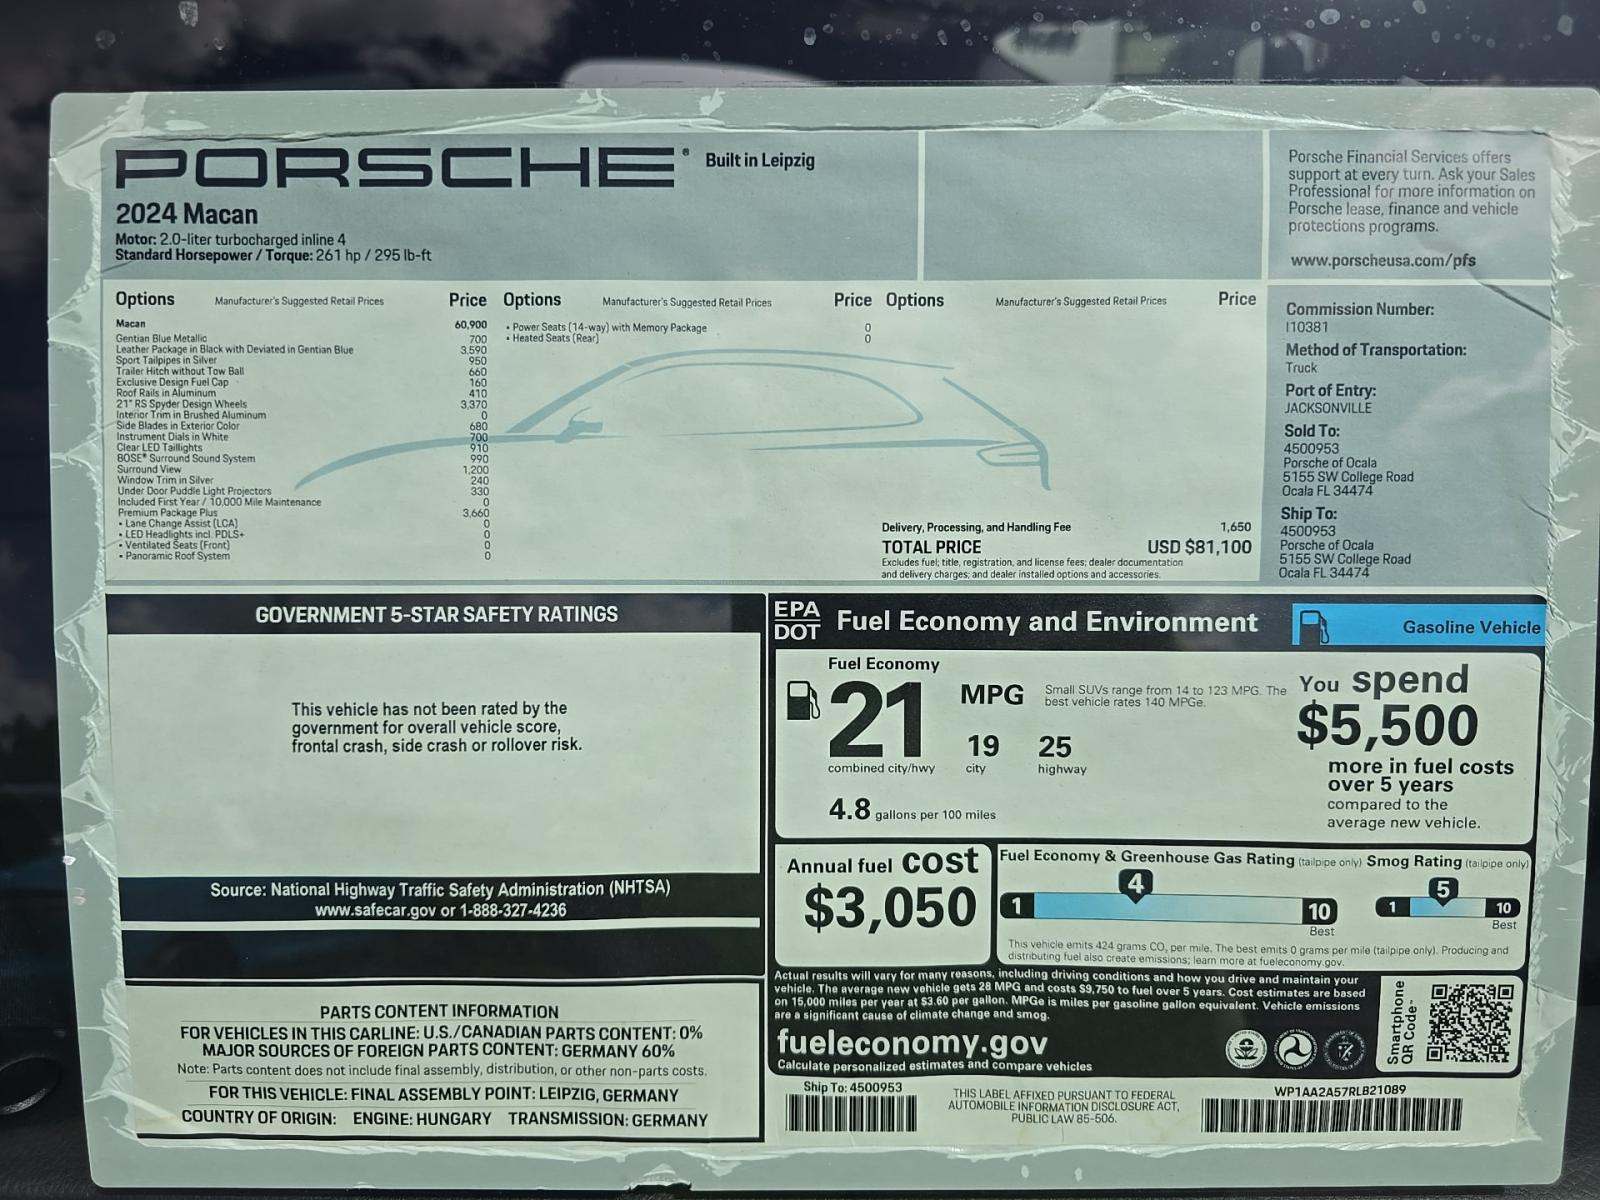 PORSCHE®
Built in Leipzig
2024 Macan
Motor: 2.0-liter turbocharged inline 4
Standard Horsepower / Torque: 261 hp / 295 lb-ft
Porsche Financial Services offers
support at every turn. Ask your Sales
Professional for more information on
Porsche lease, finance and vehicle
protections programs.
www.porscheusa.com/pfs
Options Manufacturer's Suggested Retail Prices Price
Macan 60,900
Gentian Blue Metallic 700
Leather Package in Black with Deviated in Gentian Blue 3,590
Sport Tailpipes in Silver 950
Trailer Hitch without Tow Ball 660
Exclusive Design Fuel Cap 160
Roof Rails in Aluminum 410
21" RS Spyder Design Wheels 3,370
Interior Trim in Brushed Aluminum 0
Side Blades in Exterior Color 680
Instrument Dials in White 700
Clear LED Taillights 910
BOSE® Surround Sound System 990
Surround View 1,200
Window Trim in Silver 240
Under Door Puddle Light Projectors 330
Included First Year / 10,000 Mile Maintenance 0
Premium Package Plus 3,660
• Lane Change Assist (LCA) 0
• LED Headlights incl. PDLS+ 0
• Ventilated Seats (Front) 0
• Panoramic Roof System 0
Options Manufacturer's Suggested Retail Prices Price
• Power Seats (14-way) with Memory Package 0
• Heated Seats (Rear) 0
Options Manufacturer's Suggested Retail Prices Price
Delivery, Processing, and Handling Fee 1,650
TOTAL PRICE USD $81,100
Excludes fuel; title, registration, and license fees; dealer documentation
and delivery charges; and dealer installed options and accessories.
Commission Number:
I10381
Method of Transportation:
Truck
Port of Entry:
JACKSONVILLE
Sold To:
4500953
Porsche of Ocala
5155 SW College Road
Ocala FL 34474
Ship To:
4500953
Porsche of Ocala
5155 SW College Road
Ocala FL 34474
GOVERNMENT 5-STAR SAFETY RATINGS
This vehicle has not been rated by the
government for overall vehicle score,
frontal crash, side crash or rollover risk.
Source: National Highway Traffic Safety Administration (NHTSA)
www.safecar.gov or 1-888-327-4236
PARTS CONTENT INFORMATION
FOR VEHICLES IN THIS CARLINE: U.S./CANADIAN PARTS CONTENT: 0%
MAJOR SOURCES OF FOREIGN PARTS CONTENT: GERMANY 60%
Note: Parts content does not include final assembly, distribution, or other non-parts costs.
FOR THIS VEHICLE: FINAL ASSEMBLY POINT: LEIPZIG, GERMANY
COUNTRY OF ORIGIN: ENGINE: HUNGARY TRANSMISSION: GERMANY
EPA
DOT
Fuel Economy and Environment
Gasoline Vehicle
Fuel Economy
21 MPG
combined city/hwy
19
city
25
highway
4.8 gallons per 100 miles
Small SUVs range from 14 to 123 MPG. The
best vehicle rates 140 MPGe.
You spend
$5,500
more in fuel costs
over 5 years
compared to the
average new vehicle.
Annual fuel cost
$3,050
Fuel Economy & Greenhouse Gas Rating (tailpipe only)
4
1
10
Best
Smog Rating (tailpipe only)
5
1
10
Best
This vehicle emits 424 grams CO₂ per mile. The best emits 0 grams per mile (tailpipe only). Producing and
distributing fuel also create emissions; learn more at fueleconomy.gov.
Actual results will vary for many reasons, including driving conditions and how you drive and maintain your
vehicle. The average new vehicle gets 28 MPG and costs $9,750 to fuel over 5 years. Cost estimates are based
on 15,000 miles per year at $3.60 per gallon. MPGe is miles per gasoline gallon equivalent. Vehicle emissions
are a significant cause of climate change and smog.
fueleconomy.gov
Calculate personalized estimates and compare vehicles
Smartphone
QR Code™
Ship To: 4500953
THIS LABEL AFFIXED PURSUANT TO FEDERAL
AUTOMOBILE INFORMATION DISCLOSURE ACT,
PUBLIC LAW 85-506.
WP1AA2A57RLB21089